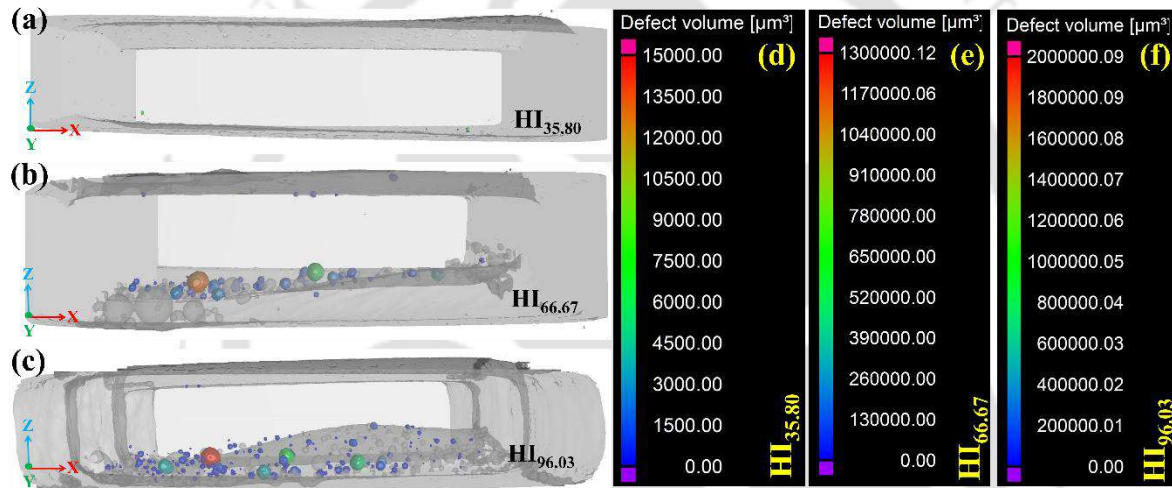 (a)
Z
X
Y
HI35.80
(b)
Z
X
Y
HI66.67
(c)
Z
X
Y
HI96.03
Defect volume [µm³]
(d)
15000.00
13500.00
12000.00
10500.00
9000.00
7500.00
6000.00
4500.00
3000.00
1500.00
0.00
HI35.80
Defect volume [µm³]
(e)
1300000.12
1170000.06
1040000.00
910000.00
780000.00
650000.00
520000.00
390000.00
260000.00
130000.00
0.00
HI66.67
Defect volume [µm³]
(f)
2000000.09
1800000.08
1600000.08
1400000.07
1200000.06
1000000.05
800000.04
600000.03
400000.02
200000.01
0.00
HI96.03